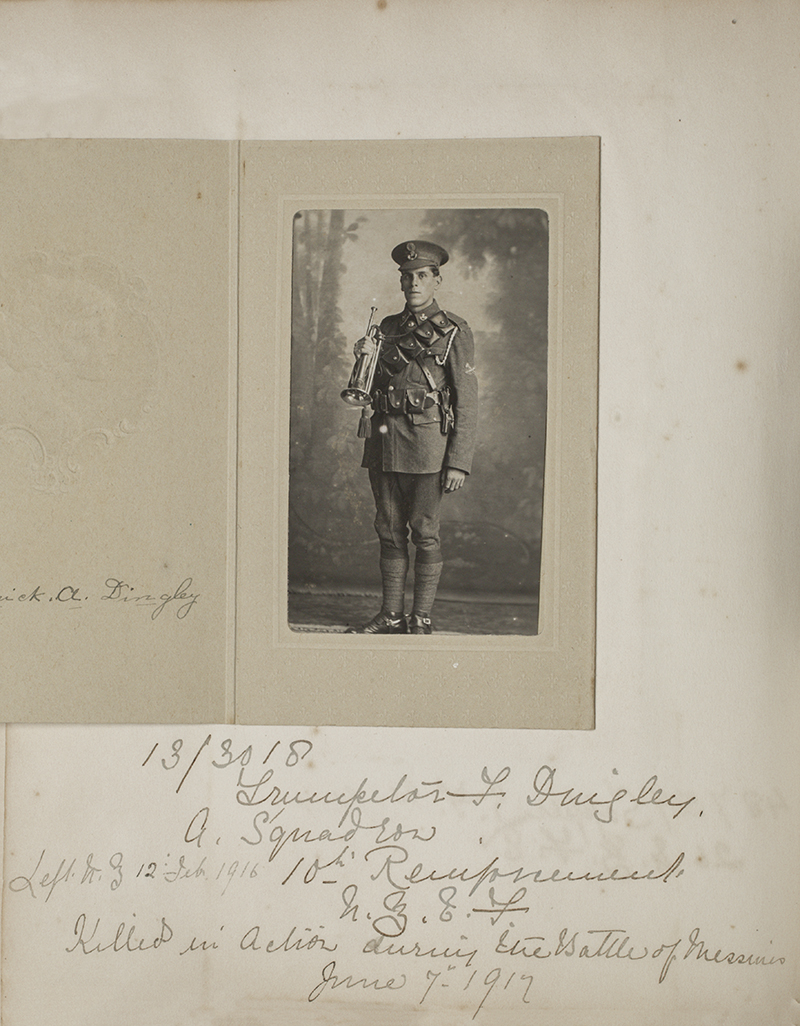 ick. A. Dingley
13/3018
Trumpeter F. Dingley.
A. Squadron.
Left N.Z 12th Feb. 1916 10th Reinforcement
N.Z.E.F
Killed in Action during the Battle of Messines
June 7th 1917